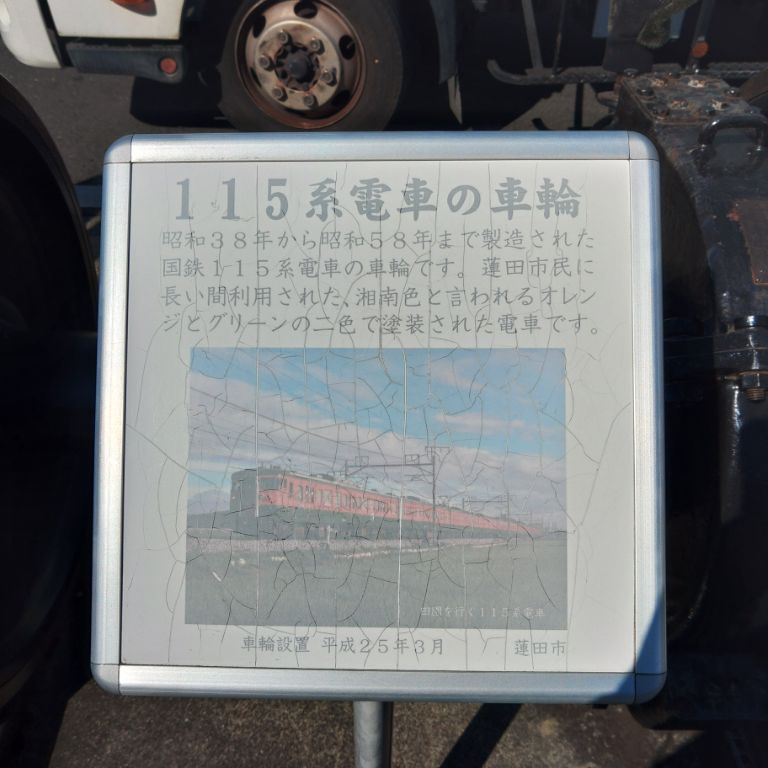 １１５系電車の車輪
昭和３８年から昭和５８年まで製造された
国鉄１１５系電車の車輪です。蓮田市民に
長い間利用された、湘南色と言われるオレン
ジとグリーンの二色で塗装された電車です。
田園を行く１１５系電車
車輪設置 平成２５年３月 蓮田市